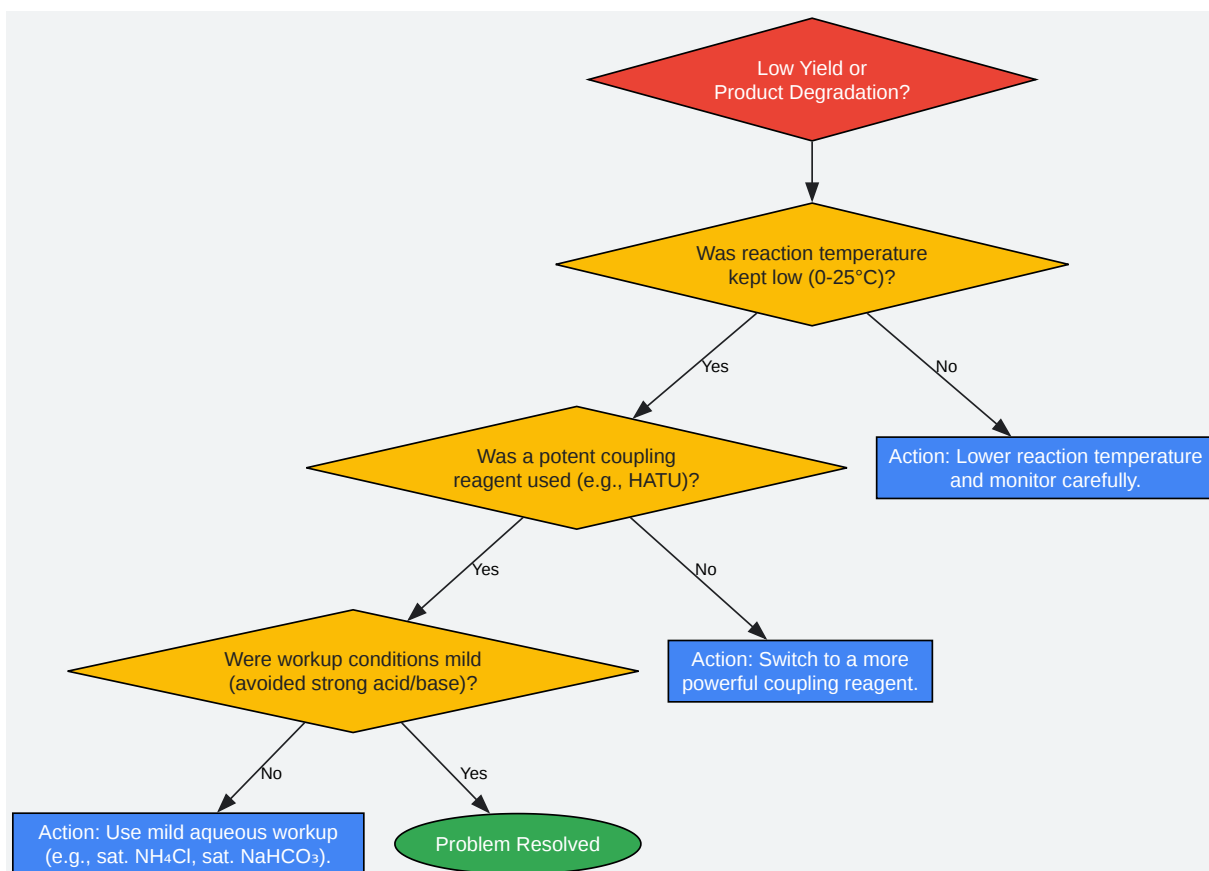 Low Yield or
Product Degradation?
Was reaction temperature
kept low (0-25°C)?
Yes
No
Was a potent coupling
reagent used (e.g., HATU)?
Action: Lower reaction temperature
and monitor carefully.
Yes
No
Were workup conditions mild
(avoided strong acid/base)?
Action: Switch to a more
powerful coupling reagent.
No
Yes
Action: Use mild aqueous workup
(e.g., sat. NH₄Cl, sat. NaHCO₃).
Problem Resolved